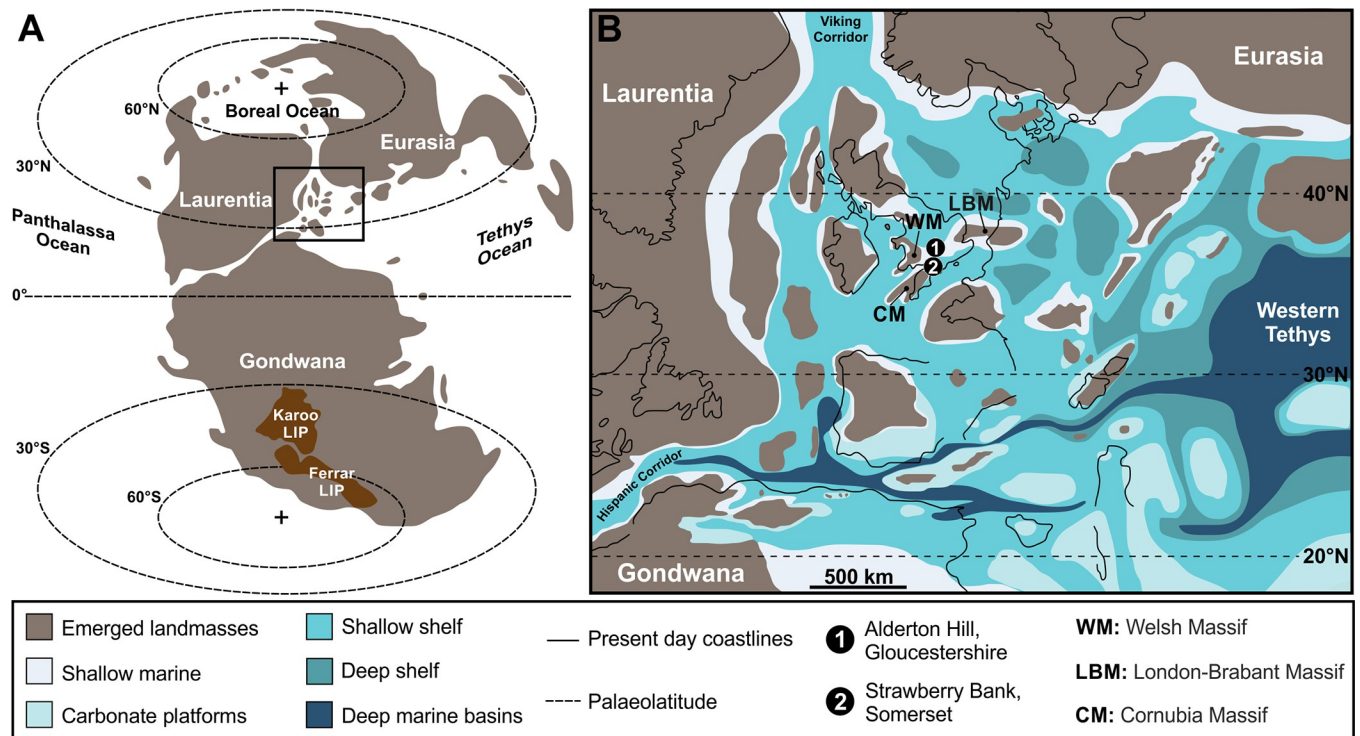 A
60°N
Boreal Ocean
30°N
Eurasia
Laurentia
Panthalassa
Ocean
Tethys
Ocean
0°
Gondwana
Karoo
LIP
30°S
Ferrar
LIP
60°S
B
Viking
Corridor
Eurasia
Laurentia
40°N
LBM
WM
1
2
CM
Western
Tethys
30°N
Hispanic Corridor
20°N
Gondwana
500 km
Emerged landmasses
Shallow marine
Carbonate platforms
Shallow shelf
Deep shelf
Deep marine basins
Present day coastlines
Palaeolatitude
1 Alderton Hill,
Gloucestershire
2 Strawberry Bank,
Somerset
WM: Welsh Massif
LBM: London-Brabant Massif
CM: Cornubia Massif